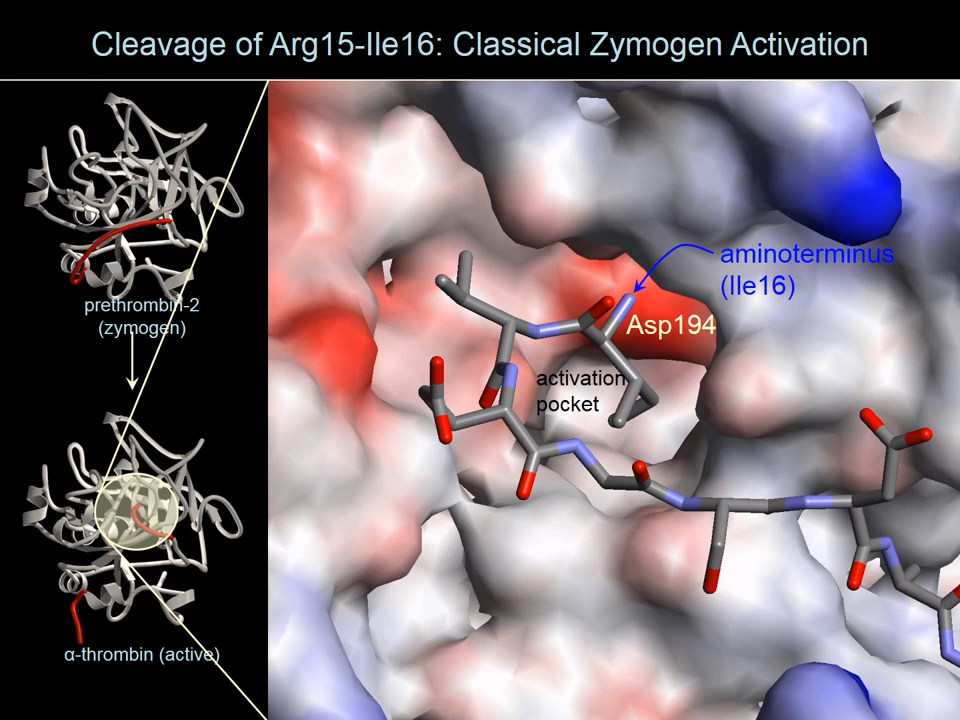 Cleavage of Arg15-Ile16: Classical Zymogen Activation
prethrombin-2
(zymogen)
α-thrombin (active)
aminoterminus
(Ile16)
Asp194
activation
pocket